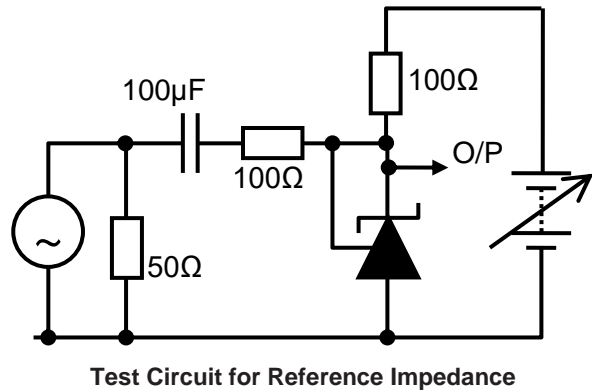 100Ω
100µF
O/P
100Ω
50Ω
~
Test Circuit for Reference Impedance